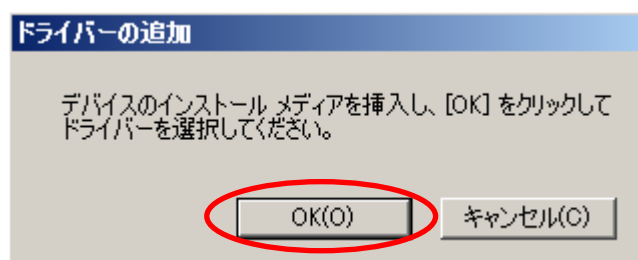 ドライバーの追加
デバイスのインストール メディアを挿入し、[OK] をクリックして
ドライバーを選択してください。
OK(O)
キャンセル(C)